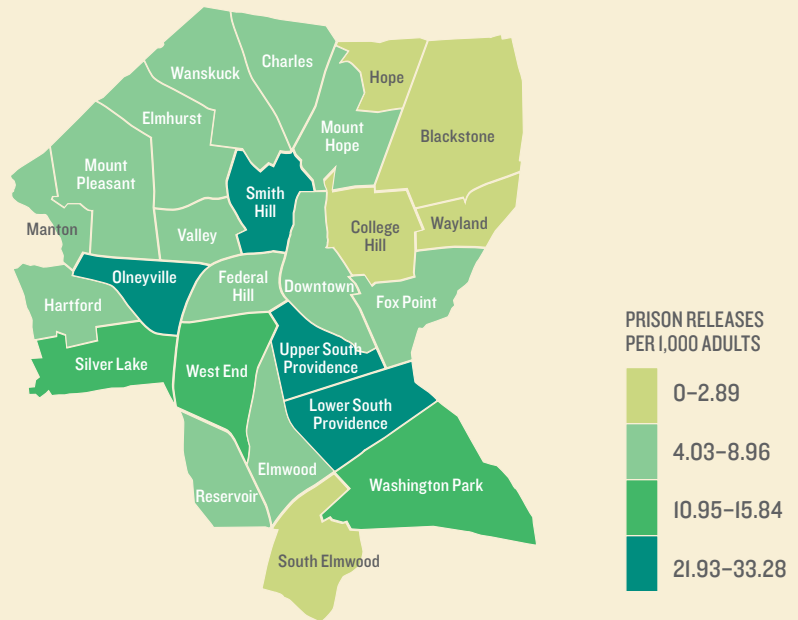 Charles
Wanskuck
Hope
Elmhurst
Mount
Hope
Blackstone
Mount
Pleasant
Smith
Hill
Manton
Valley
College
Hill
Wayland
Olneyville
Federal
Hill
Downtown
Hartford
Fox Point
Silver Lake
West End
Upper South
Providence
Lower South
Providence
Elmwood
Reservoir
Washington Park
South Elmwood
PRISON RELEASES
PER 1,000 ADULTS
0–2.89
4.03–8.96
10.95–15.84
21.93–33.28